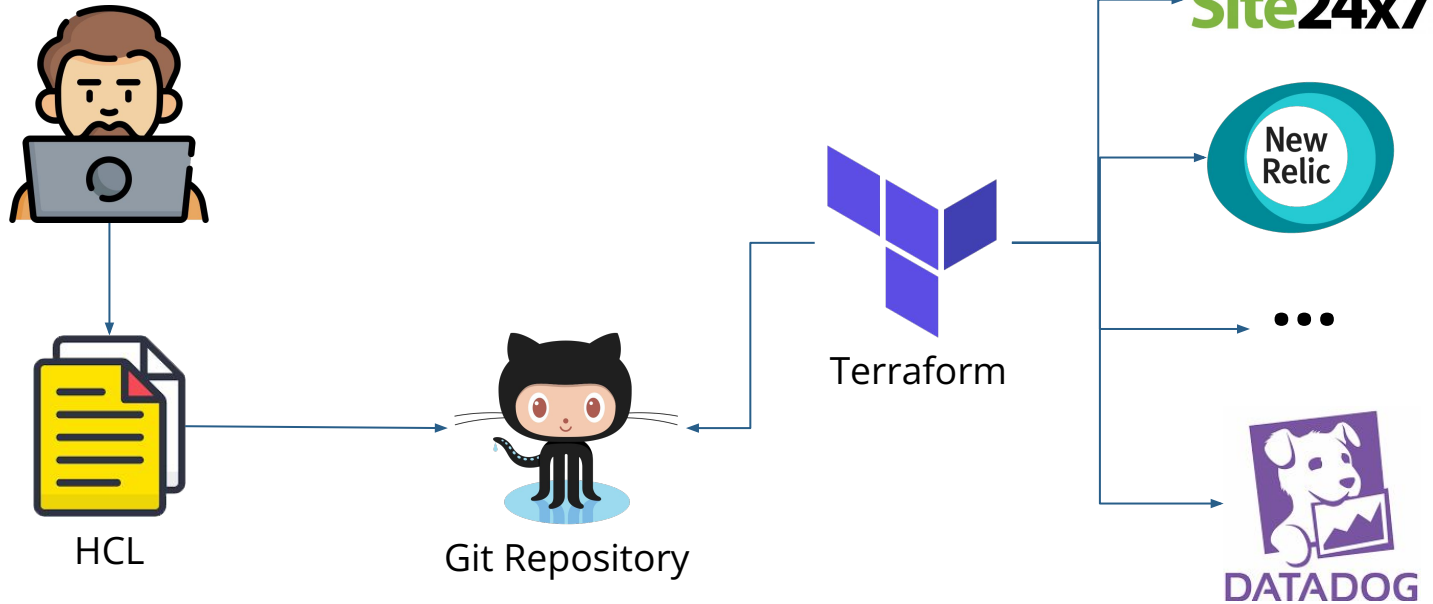 Site24x7
New
Relic
...
Terraform
HCL
Git Repository
DATADOG